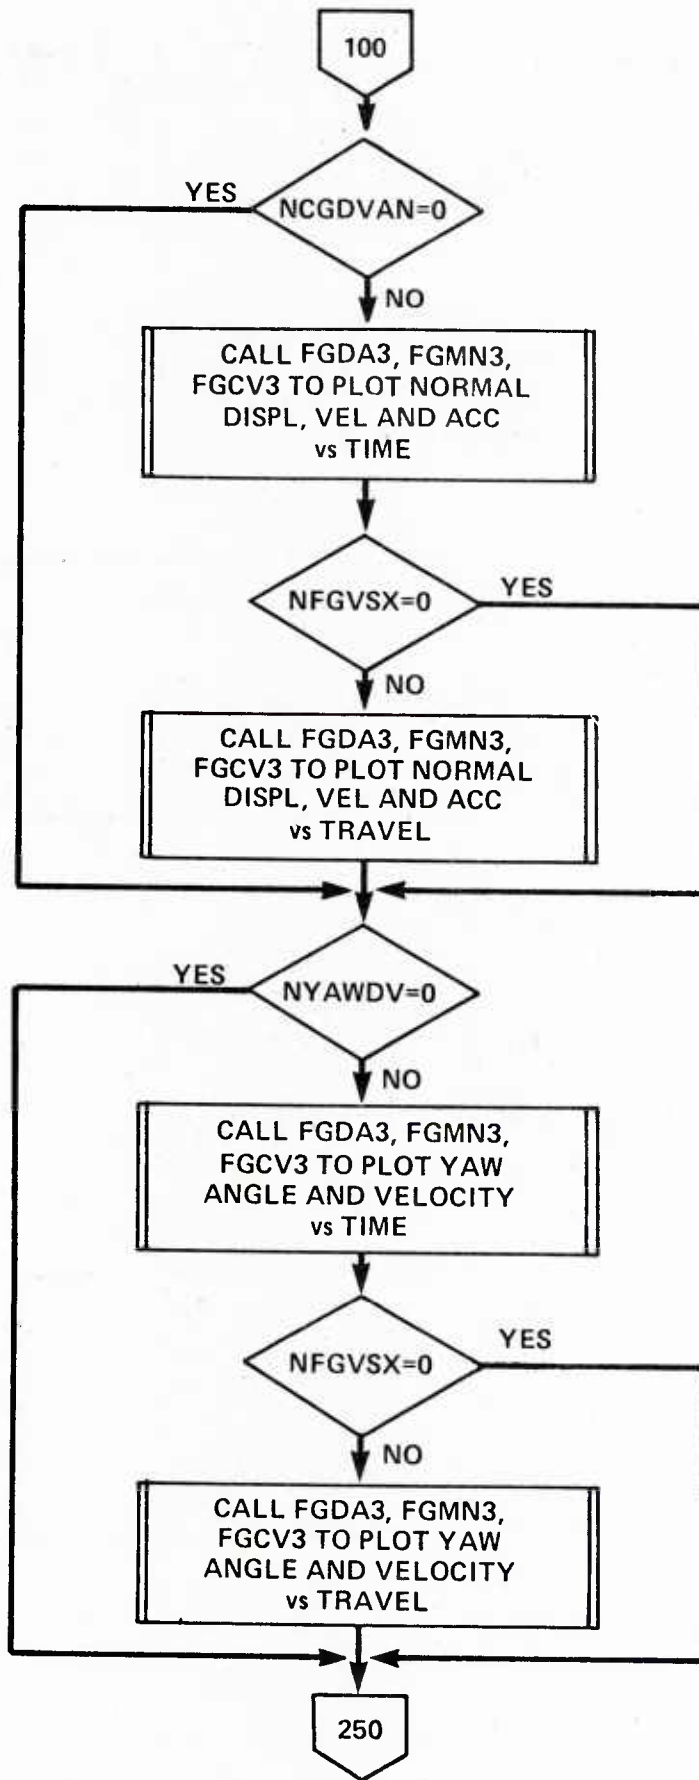 100
YES
NCGDVAN=0
NO
CALL FGDA3, FGMN3,
FGCV3 TO PLOT NORMAL
DISPL, VEL AND ACC
vs TIME
NFGVSX=0
YES
NO
CALL FGDA3, FGMN3,
FGCV3 TO PLOT NORMAL
DISPL, VEL AND ACC
vs TRAVEL
YES
NYAWDV=0
NO
CALL FGDA3, FGMN3,
FGCV3 TO PLOT YAW
ANGLE AND VELOCITY
vs TIME
YES
NFGVSX=0
NO
CALL FGDA3, FGMN3,
FGCV3 TO PLOT YAW
ANGLE AND VELOCITY
vs TRAVEL
250